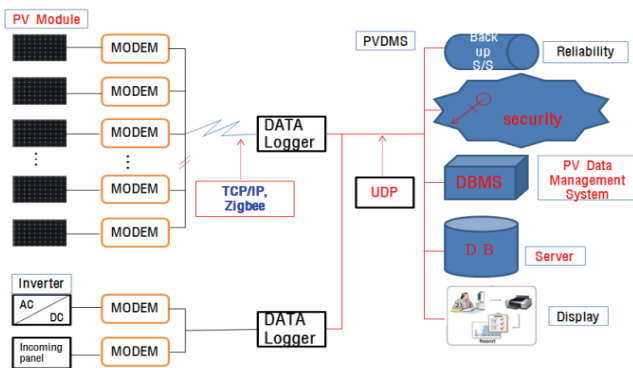 PV Module
MODEM
MODEM
MODEM
MODEM
MODEM
TCP/IP,
Zigbee
DATA
Logger
Inverter
AC
DC
MODEM
Incoming
panel
MODEM
DATA
Logger
UDP
PVDMS
Back
up
S/S
Reliability
security
DBMS
PV Data
Management
System
D B
Server
Report
Display